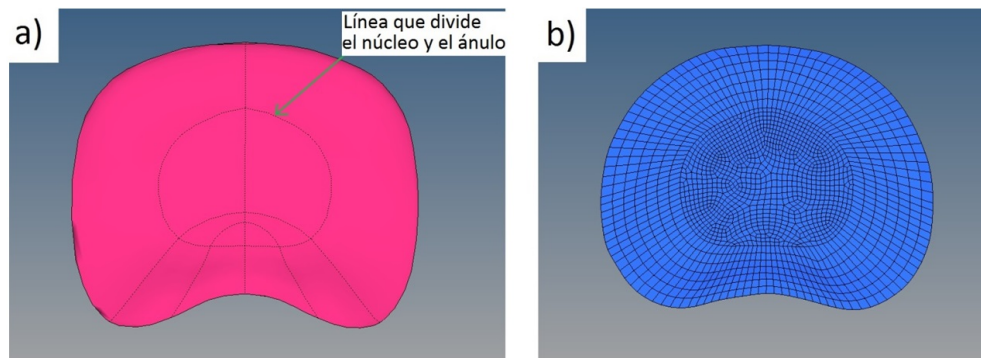 a)
Línea que divide
el núcleo y el ánulo
b)